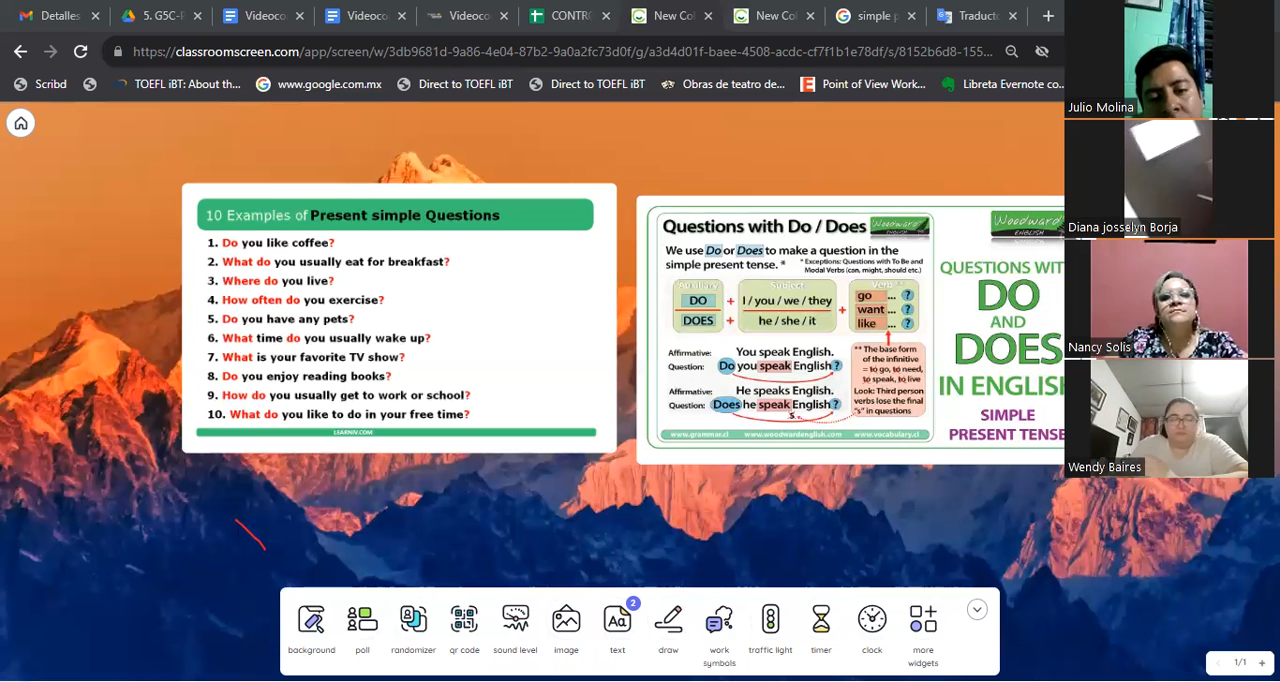 Detalles
5. G5C-F
Videoco
Videoco
Videoco
CONTRO
New Col
New Col
simple p
Traducto
https://classroomscreen.com/app/screen/w/3db9681d-9a86-4e04-87b2-9a0a2fc73d0f/g/a3d4d01f-baee-4508-acdc-cf7f1b1e78df/s/8152b6d8-155...
Scribd
TOEFL iBT: About th...
www.google.com.mx
Direct to TOEFL iBT
Direct to TOEFL iBT
Obras de teatro de...
Point of View Work...
Libreta Evernote co...
Julio Molina
Diana josselyn Borja
Nancy Solis
Wendy Baires
10 Examples of Present simple Questions
1. Do you like coffee?
2. What do you usually eat for breakfast?
3. Where do you live?
4. How often do you exercise?
5. Do you have any pets?
6. What time do you usually wake up?
7. What is your favorite TV show?
8. Do you enjoy reading books?
9. How do you usually get to work or school?
10. What do you like to do in your free time?
LEARNVV.COM
Questions with Do / Does
Woodward
ENGLISH
We use Do or Does to make a question in the
simple present tense. *
* Exceptions: Questions with To Be and
Modal Verbs (can, might, should etc.)
Auxiliary
Subject
Verb **
DO + I / you / we / they
DOES + he / she / it
+
go ... ?
want ... ?
like ... ?
Affirmative: You speak English.
Question: Do you speak English?
Affirmative: He speaks English.
Question: Does he speak English?
s
** The base form
of the infinitive
= to go, to need,
to speak, to live
Look: Third person
verbs lose the final
"s" in questions
www.grammar.cl www.woodwardenglish.com www.vocabulary.cl
Woodward
ENGLISH
QUESTIONS WIT
DO
AND
DOES
IN ENGLISH
SIMPLE
PRESENT TENSE
background
poll
randomizer
qr code
sound level
image
Aa
2
text
draw
work
symbols
traffic light
timer
clock
more
widgets
1/1